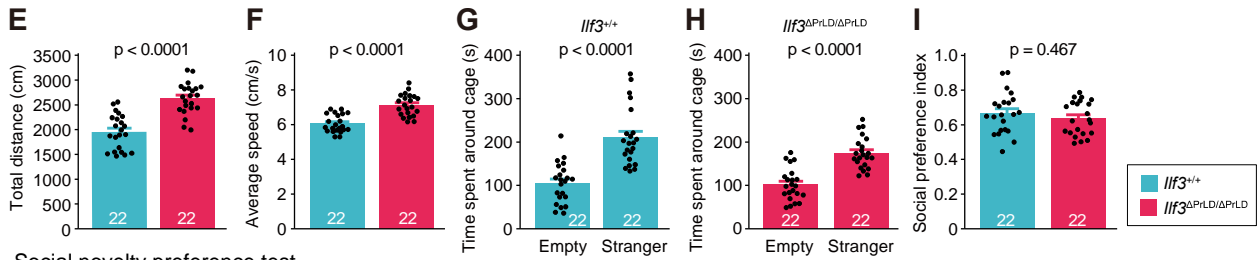 E
Total distance (cm)
p < 0.0001
3500
3000
2500
2000
1500
1000
500
0
22
22
F
Average speed (cm/s)
p < 0.0001
10
8
6
4
2
0
22
22
G
Ilf3+/+
Time spent around cage (s)
p < 0.0001
400
300
200
100
0
22
22
Empty
Stranger
H
Ilf3ΔPrLD/ΔPrLD
Time spent around cage (s)
p < 0.0001
400
300
200
100
0
22
22
Empty
Stranger
I
Social preference index
p = 0.467
1.0
0.8
0.6
0.4
0.2
0
22
22
Ilf3+/+
Ilf3ΔPrLD/ΔPrLD
Social novelty preference test